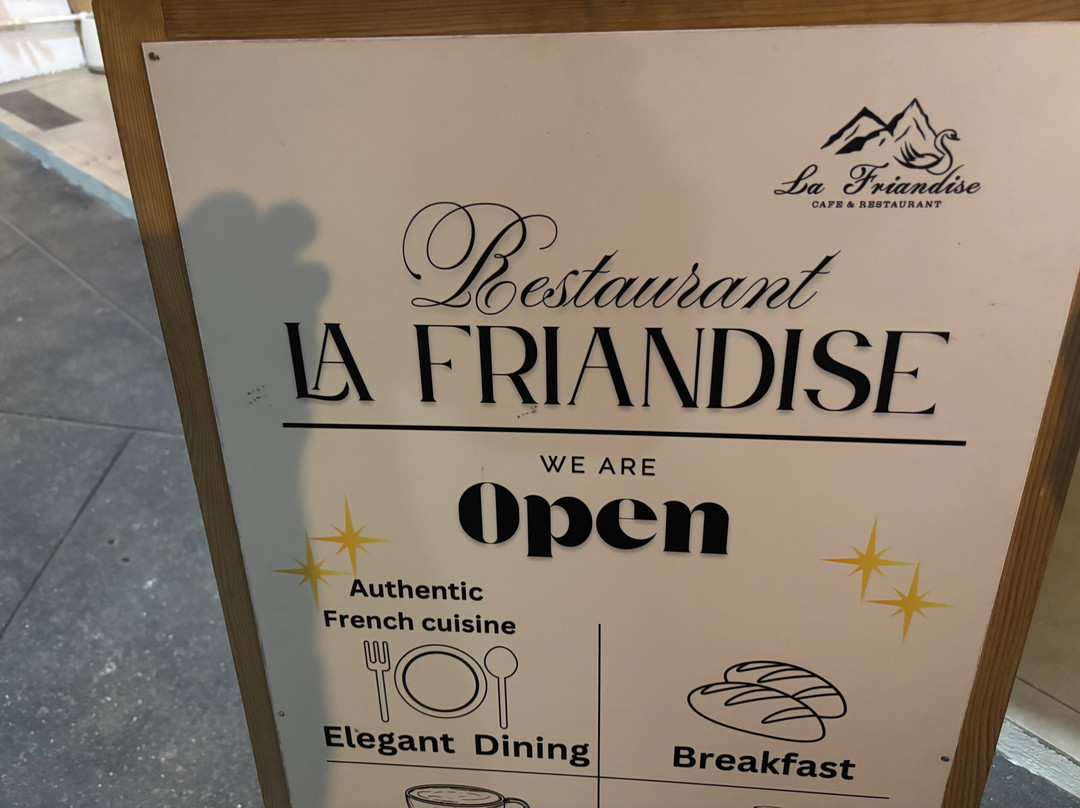 La Friandise
CAFE & RESTAURANT
Restaurant
LA FRIANDISE
WE ARE
Open
Authentic
French cuisine
Elegant Dining
Breakfast